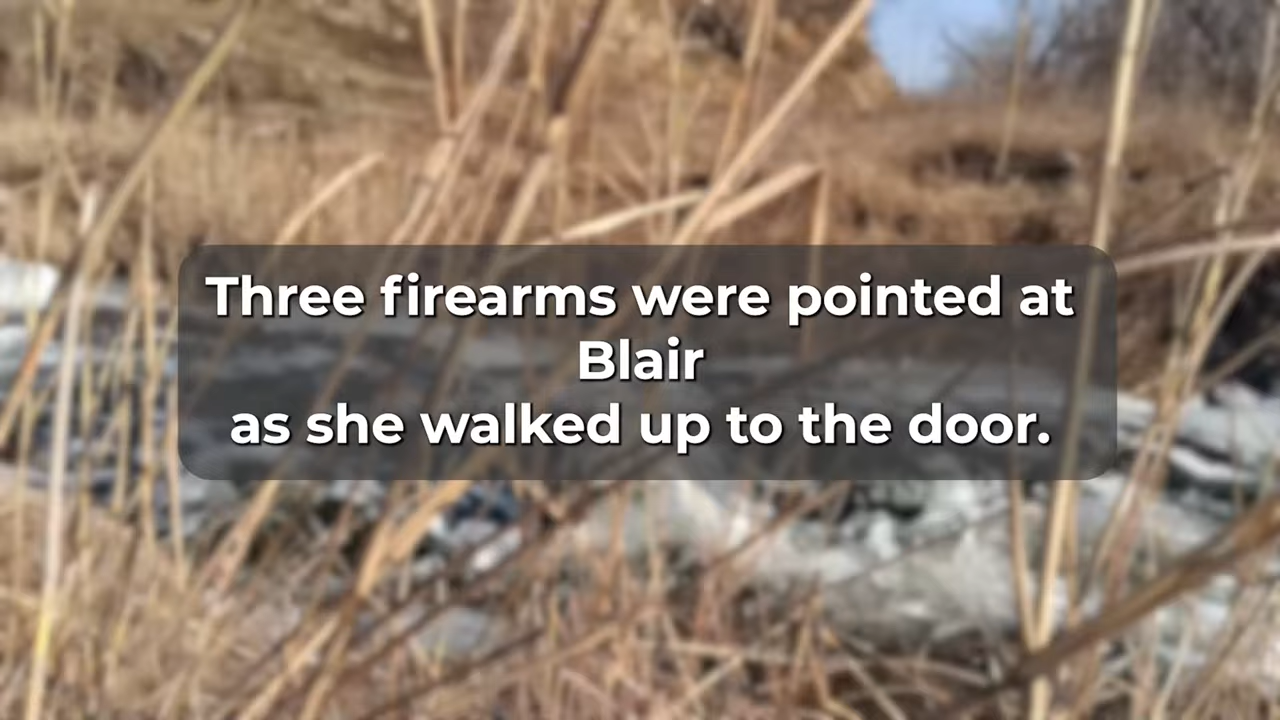 Three firearms were pointed at
Blair
as she walked up to the door.